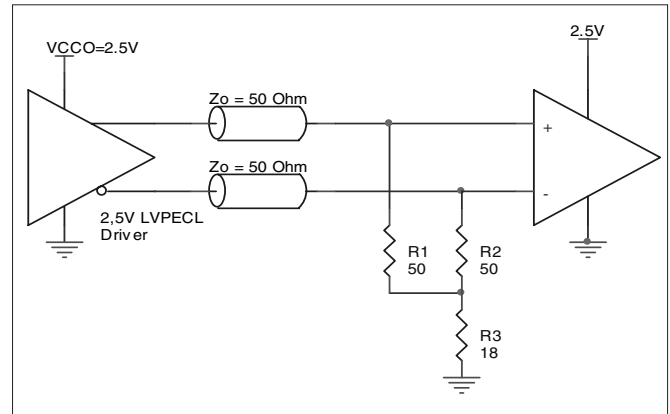 VCCO=2.5V
2.5V
Zo = 50 Ohm
+
Zo = 50 Ohm
-
2,5V LVPECL
Driver
R1
50
R2
50
R3
18